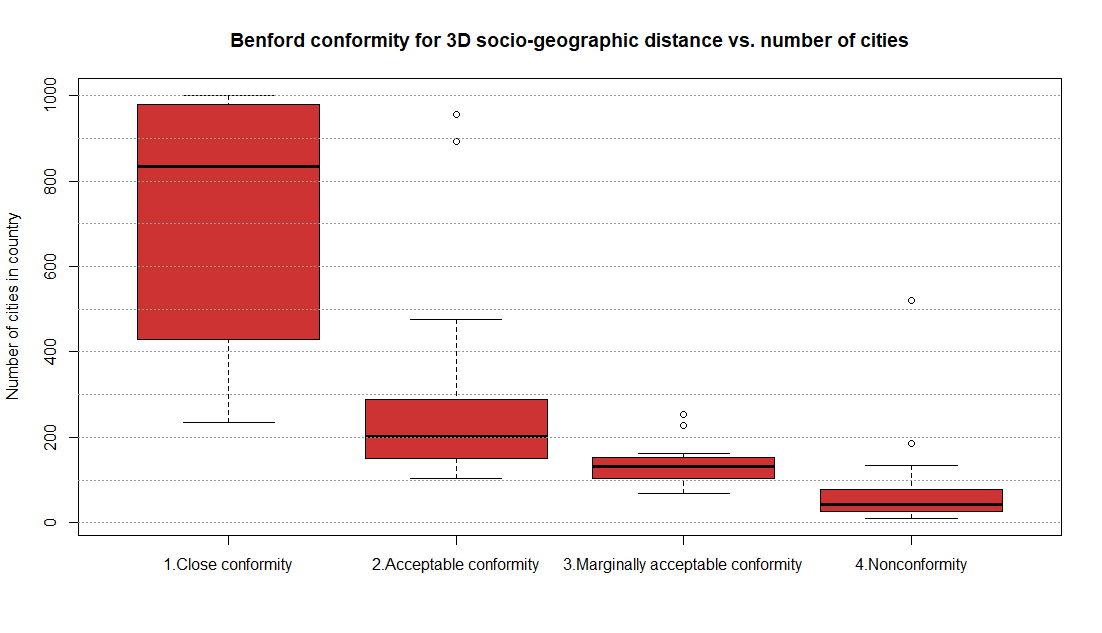 Benford conformity for 3D socio-geographic distance vs. number of cities
Number of cities in country
1000
800
600
400
200
0
1.Close conformity
2.Acceptable conformity
3.Marginally acceptable conformity
4.Nonconformity